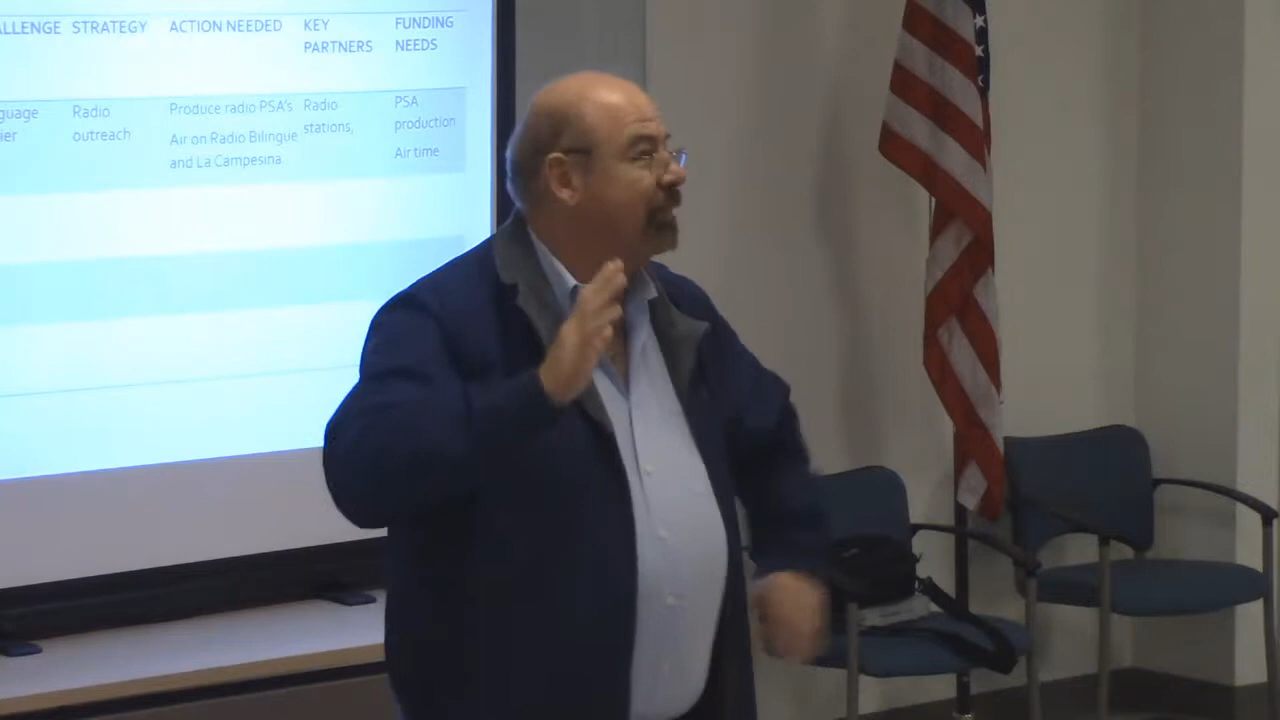 ALLENGE STRATEGY ACTION NEEDED KEY PARTNERS FUNDING NEEDS
guage
ier
Radio
outreach
Produce radio PSA's
Air on Radio Bilingue
and La Campesina
Radio
stations,
PSA
production
Air time